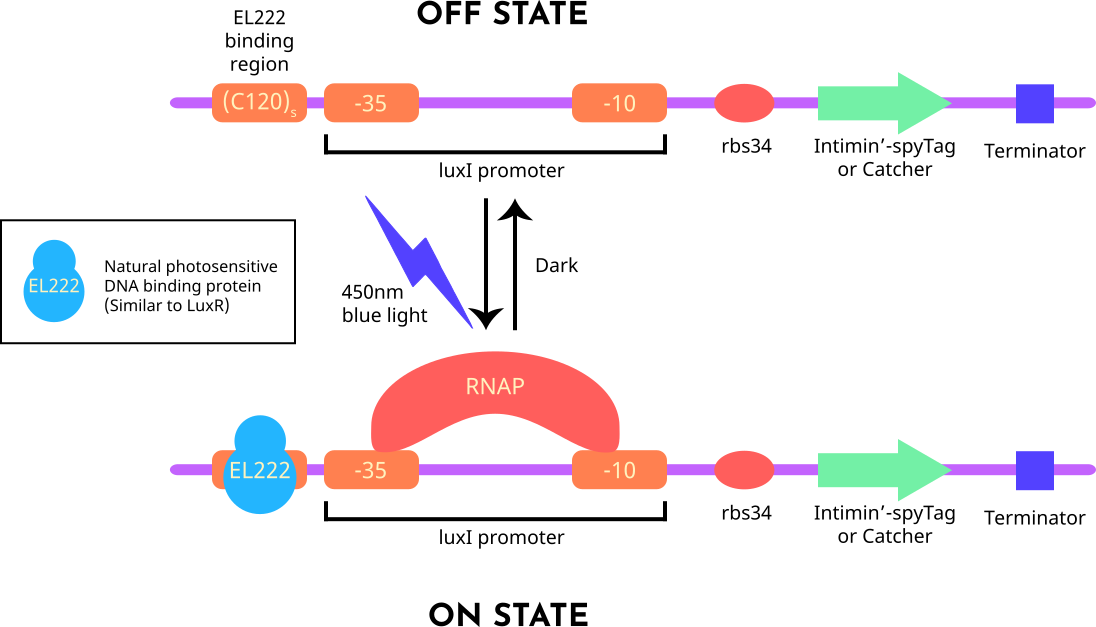 OFF STATE
EL222
binding
region
(C120)s
-35
-10
luxI promoter
rbs34
Intimin’-spyTag
or Catcher
Terminator
EL222
Natural photosensitive
DNA binding protein
(Similar to LuxR)
450nm
blue light
Dark
RNAP
EL222
-35
-10
luxI promoter
rbs34
Intimin’-spyTag
or Catcher
Terminator
ON STATE